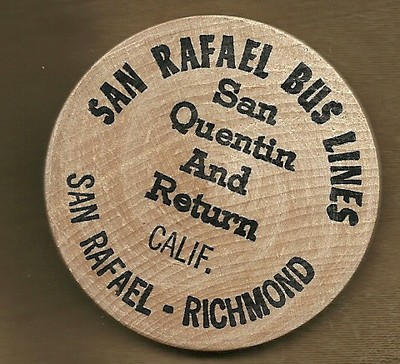 SAN RAFAEL BUS LINES
San
Quentin
And
Return
CALIF.
SAN RAFAEL - RICHMOND